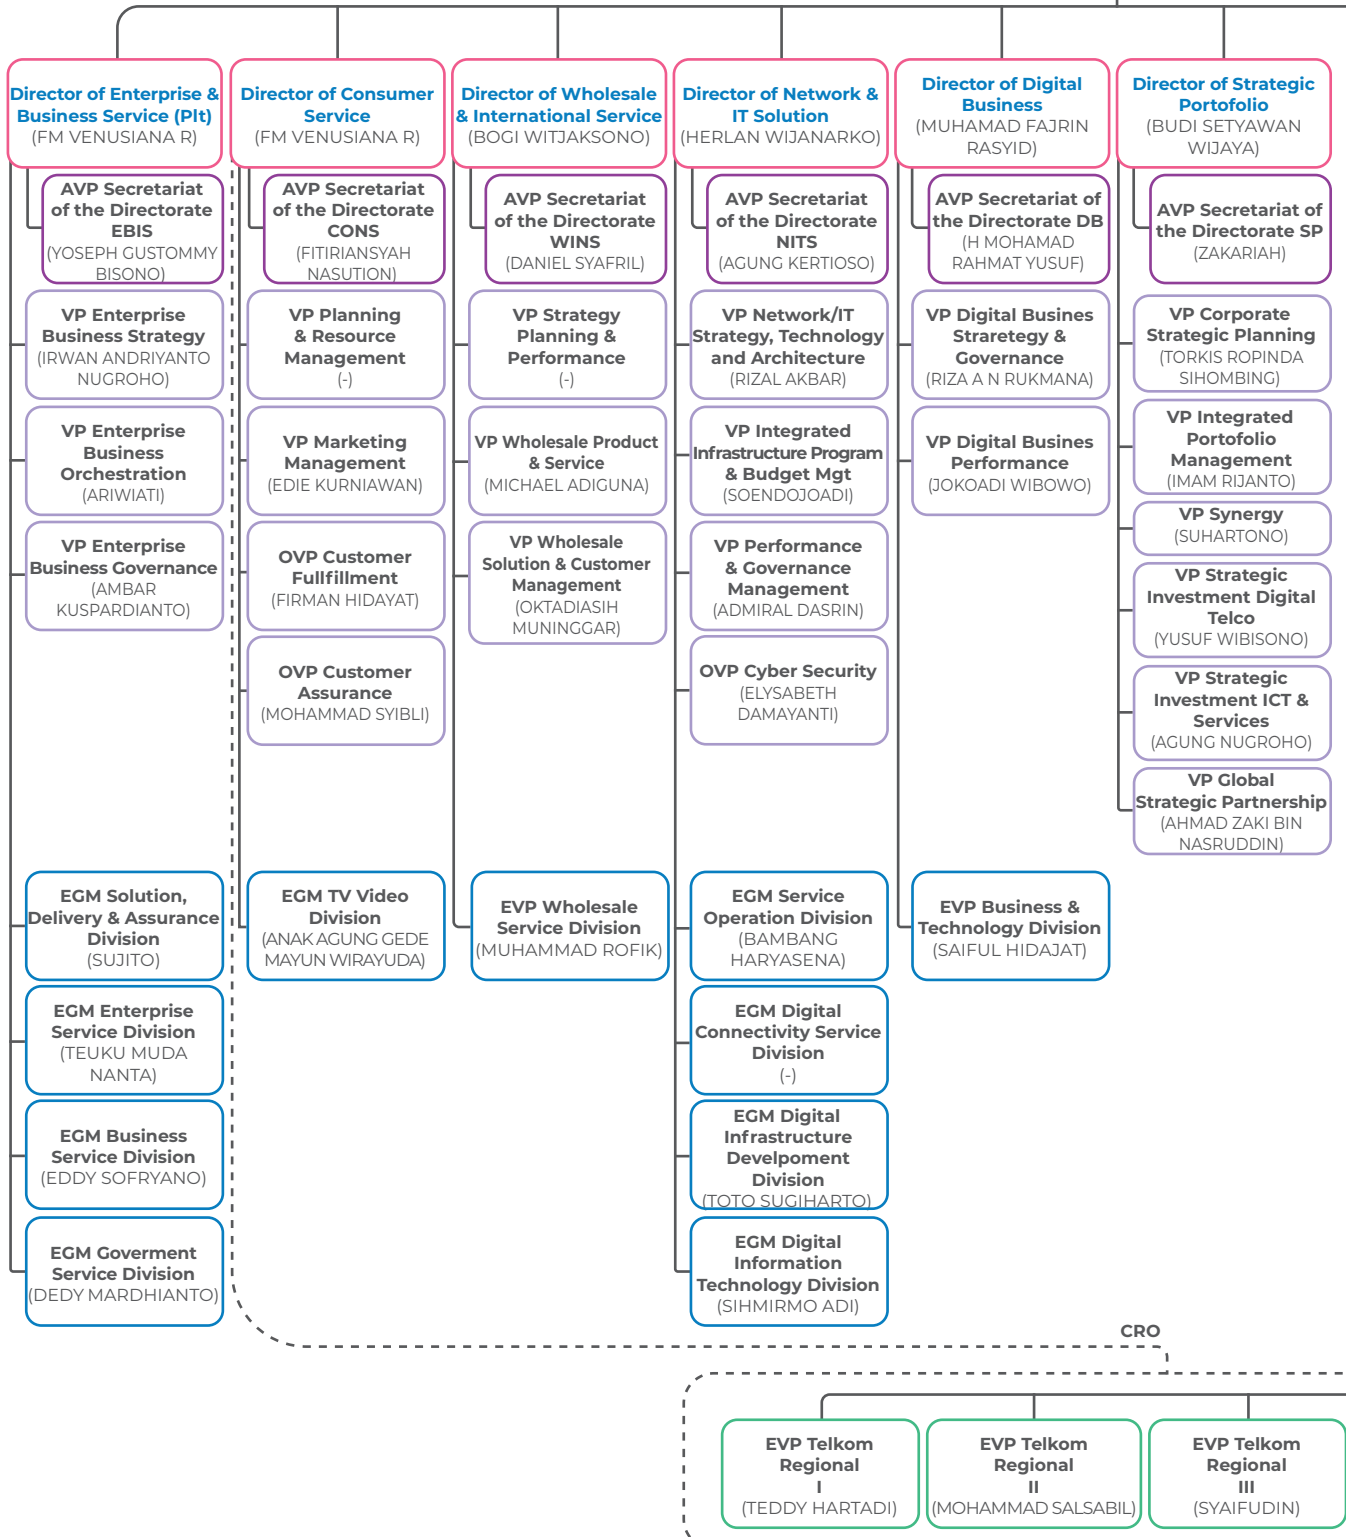 Director of Enterprise &
Business Service (Plt)
(FM VENUSIANA R)
AVP Secretariat
of the Directorate
EBIS
(YOSEPH GUSTOMMY
BISONO)
VP Enterprise
Business Strategy
(IRWAN ANDRIYANTO
NUGROHO)
VP Enterprise
Business
Orchestration
(ARIWIATI)
VP Enterprise
Business Governance
(AMBAR
KUSPARDIANTO)
EGM Solution,
Delivery & Assurance
Division
(SUJITO)
EGM Enterprise
Service Division
(TEUKU MUDA
NANTA)
EGM Business
Service Division
(EDDY SOFRYANO)
EGM Goverment
Service Division
(DEDY MARDHIANTO)
Director of Consumer
Service
(FM VENUSIANA R)
AVP Secretariat
of the Directorate
CONS
(FITIRIANSYAH
NASUTION)
VP Planning
& Resource
Management
(-)
VP Marketing
Management
(EDIE KURNIAWAN)
OVP Customer
Fullfillment
(FIRMAN HIDAYAT)
OVP Customer
Assurance
(MOHAMMAD SYIBLI)
EGM TV Video
Division
(ANAK AGUNG GEDE
MAYUN WIRAYUDA)
Director of Wholesale
& International Service
(BOGI WITJAKSONO)
AVP Secretariat
of the Directorate
WINS
(DANIEL SYAFRIL)
VP Strategy
Planning &
Performance
(-)
VP Wholesale Product
& Service
(MICHAEL ADIGUNA)
VP Wholesale
Solution & Customer
Management
(OKTADIASIH
MUNINGGAR)
EVP Wholesale
Service Division
(MUHAMMAD ROFIK)
Director of Network &
IT Solution
(HERLAN WIJANARKO)
AVP Secretariat
of the Directorate
NITS
(AGUNG KERTIOSO)
VP Network/IT
Strategy, Technology
and Architecture
(RIZAL AKBAR)
VP Integrated
Infrastructure Program
& Budget Mgt
(SOENDOJOADI)
VP Performance
& Governance
Management
(ADMIRAL DASRIN)
OVP Cyber Security
(ELYSABETH
DAMAYANTI)
EGM Service
Operation Division
(BAMBANG
HARYASENA)
EGM Digital
Connectivity Service
Division
(-)
EGM Digital
Infrastructure
Develpoment
Division
(TOTO SUGIHARTO)
EGM Digital
Information
Technology Division
(SIHMIRMO ADI)
Director of Digital
Business
(MUHAMAD FAJRIN
RASYID)
AVP Secretariat of
the Directorate DB
(H MOHAMAD
RAHMAT YUSUF)
VP Digital Busines
Straretegy &
Governance
(RIZA A N RUKMANA)
VP Digital Busines
Performance
(JOKOADI WIBOWO)
EVP Business &
Technology Division
(SAIFUL HIDAJAT)
Director of Strategic
Portofolio
(BUDI SETYAWAN
WIJAYA)
AVP Secretariat of
the Directorate SP
(ZAKARIAH)
VP Corporate
Strategic Planning
(TORKIS ROPINDA
SIHOMBING)
VP Integrated
Portofolio
Management
(IMAM RIJANTO)
VP Synergy
(SUHARTONO)
VP Strategic
Investment Digital
Telco
(YUSUF WIBISONO)
VP Strategic
Investment ICT &
Services
(AGUNG NUGROHO)
VP Global
Strategic Partnership
(AHMAD ZAKI BIN
NASRUDDIN)
CRO
EVP Telkom
Regional
I
(TEDDY HARTADI)
EVP Telkom
Regional
II
(MOHAMMAD SALSABIL)
EVP Telkom
Regional
III
(SYAIFUDIN)